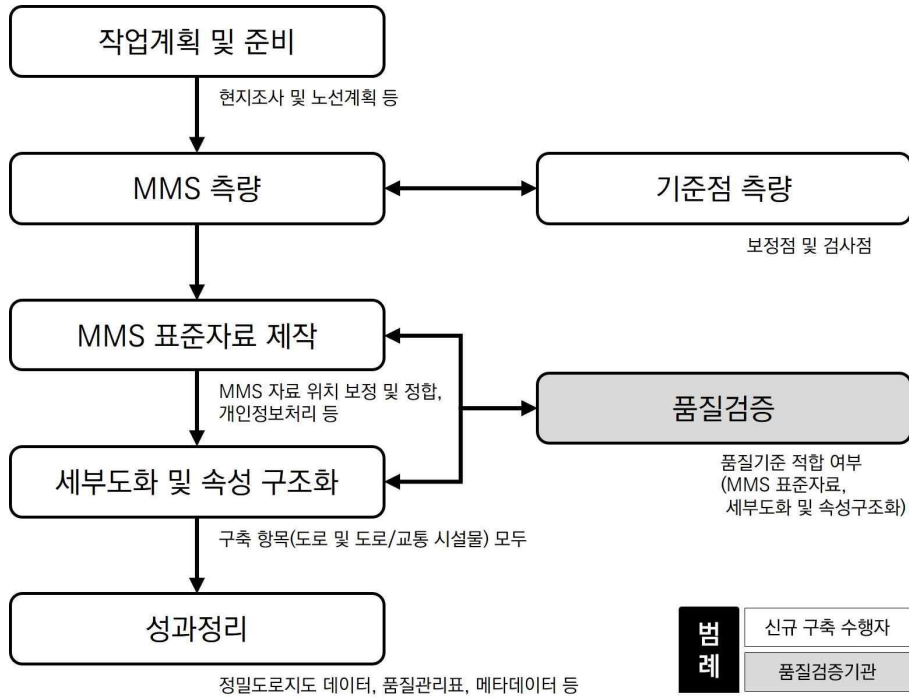 작업계획 및 준비
현지조사 및 노선계획 등
MMS 측량
기준점 측량
보정점 및 검사점
MMS 표준자료 제작
MMS 자료 위치 보정 및 정합,
개인정보처리 등
품질검증
품질기준 적합 여부
(MMS 표준자료,
세부도화 및 속성구조화)
세부도화 및 속성 구조화
구축 항목(도로 및 도로/교통 시설물) 모두
성과정리
정밀도로지도 데이터, 품질관리표, 메타데이터 등
범례
신규 구축 수행자
품질검증기관